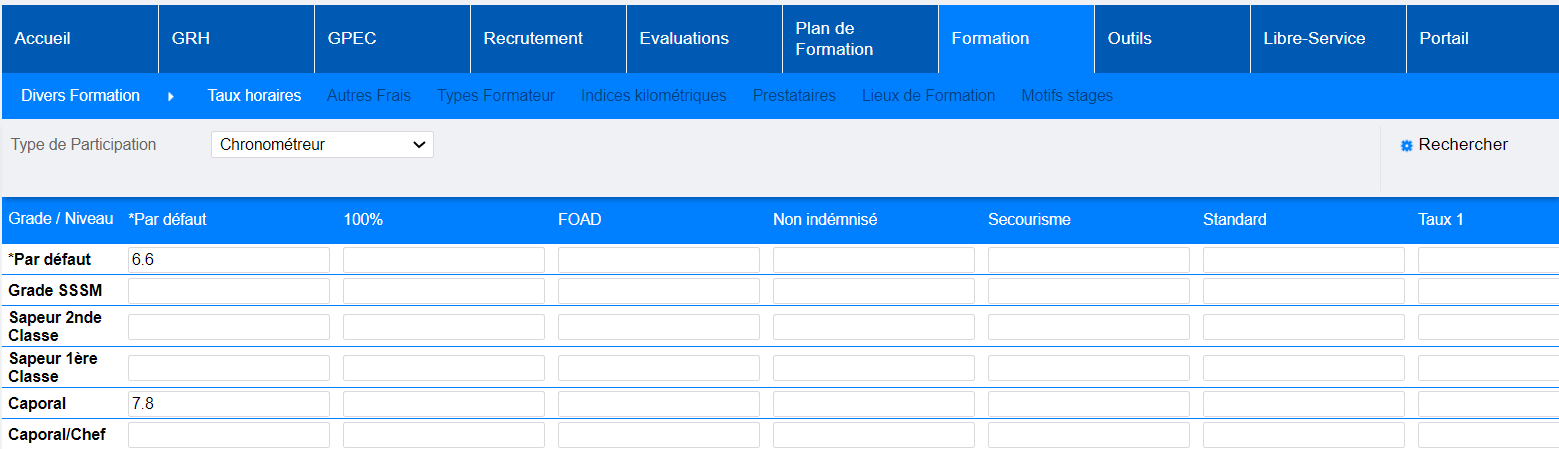 Accueil GRH GPEC Recrutement Evaluations Plan de Formation Formation Outils Libre-Service Portail
Divers Formation Taux horaires Autres Frais Types Formateur Indices kilométriques Prestataires Lieux de Formation Motifs stages
Type de Participation Chronométreur Rechercher
Grade / Niveau *Par défaut 100% FOAD Non indémnisé Secourisme Standard Taux 1
*Par défaut 6.6
Grade SSSM
Sapeur 2nde
Classe
Sapeur 1ère
Classe
Caporal 7.8
Caporal/Chef